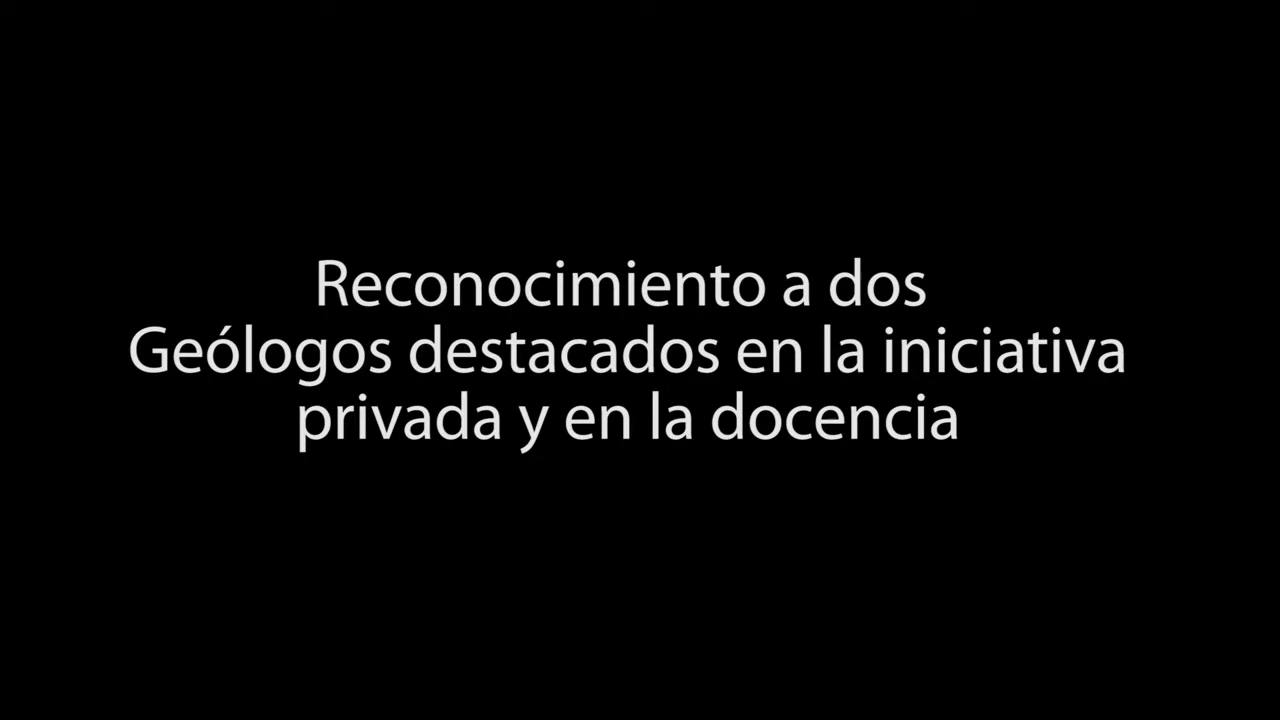 Reconocimiento a dos
Geólogos destacados en la iniciativa
privada y en la docencia